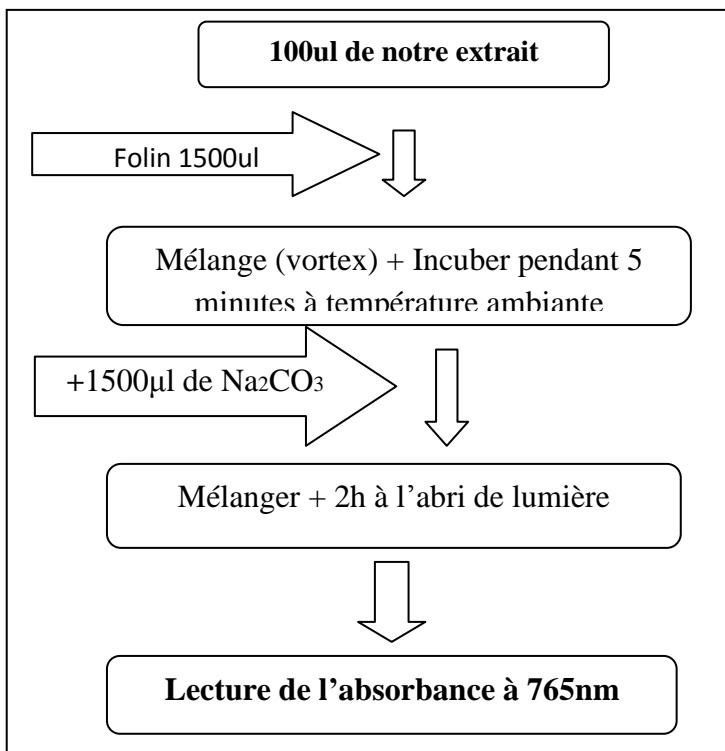 100ul de notre extrait
Folin 1500ul
Mélange (vortex) + Incuber pendant 5
minutes à température ambiante
+1500µl de Na₂CO₃
Mélanger + 2h à l’abri de lumière
Lecture de l’absorbance à 765nm